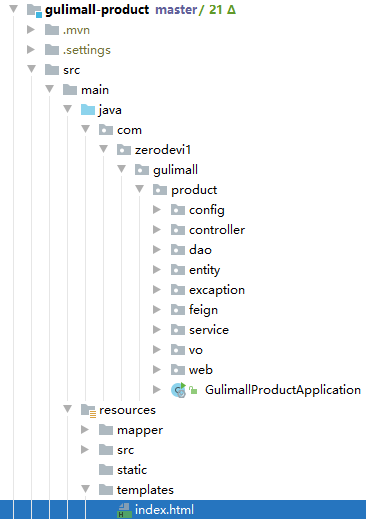 gulimall-product master / 21 Δ
.mvn
.settings
src
main
java
com
zerodevi1
gulimall
product
config
controller
dao
entity
excaption
feign
service
vo
web
GulimallProductApplication
resources
mapper
src
static
templates
index.html